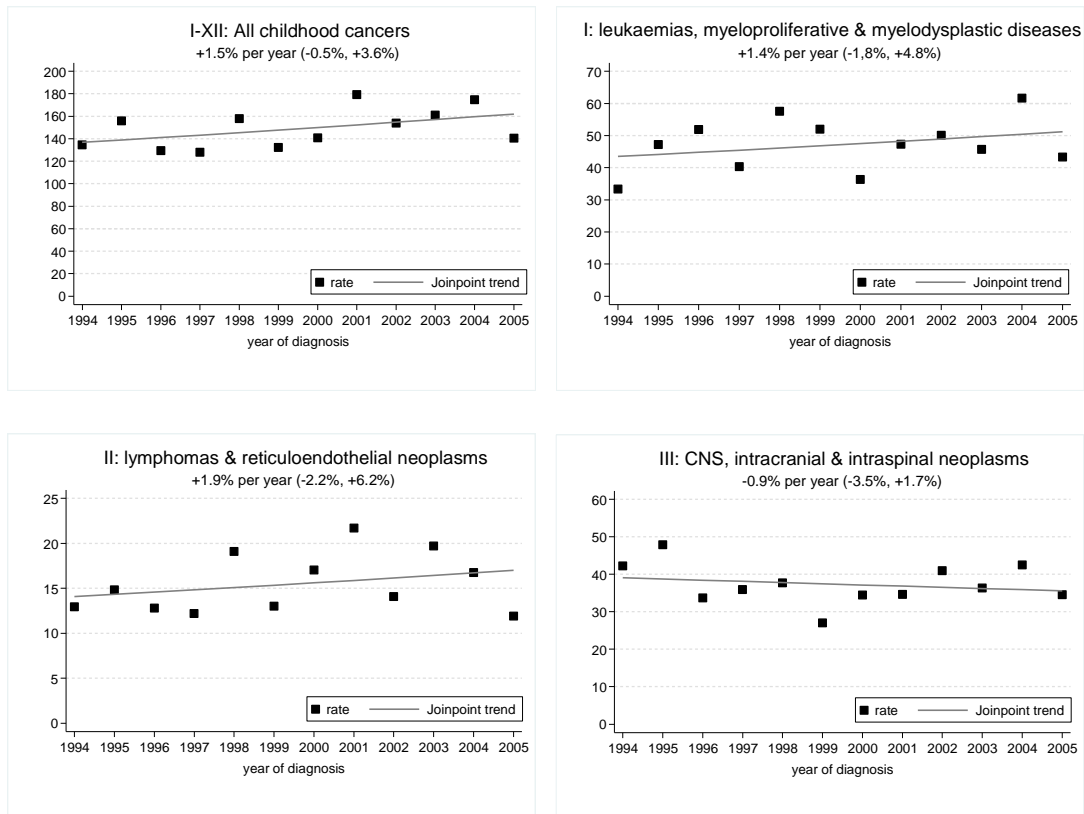 I-XII: All childhood cancers
+1.5% per year (-0.5%, +3.6%)
200
180
160
140
120
100
80
60
40
20
0
rate Joinpoint trend
1994 1995 1996 1997 1998 1999 2000 2001 2002 2003 2004 2005
year of diagnosis
I: leukaemias, myeloproliferative & myelodysplastic diseases
+1.4% per year (-1,8%, +4.8%)
70
60
50
40
30
20
10
0
rate Joinpoint trend
1994 1995 1996 1997 1998 1999 2000 2001 2002 2003 2004 2005
year of diagnosis
II: lymphomas & reticuloendothelial neoplasms
+1.9% per year (-2.2%, +6.2%)
25
20
15
10
5
0
rate Joinpoint trend
1994 1995 1996 1997 1998 1999 2000 2001 2002 2003 2004 2005
year of diagnosis
III: CNS, intracranial & intraspinal neoplasms
-0.9% per year (-3.5%, +1.7%)
60
50
40
30
20
10
0
rate Joinpoint trend
1994 1995 1996 1997 1998 1999 2000 2001 2002 2003 2004 2005
year of diagnosis